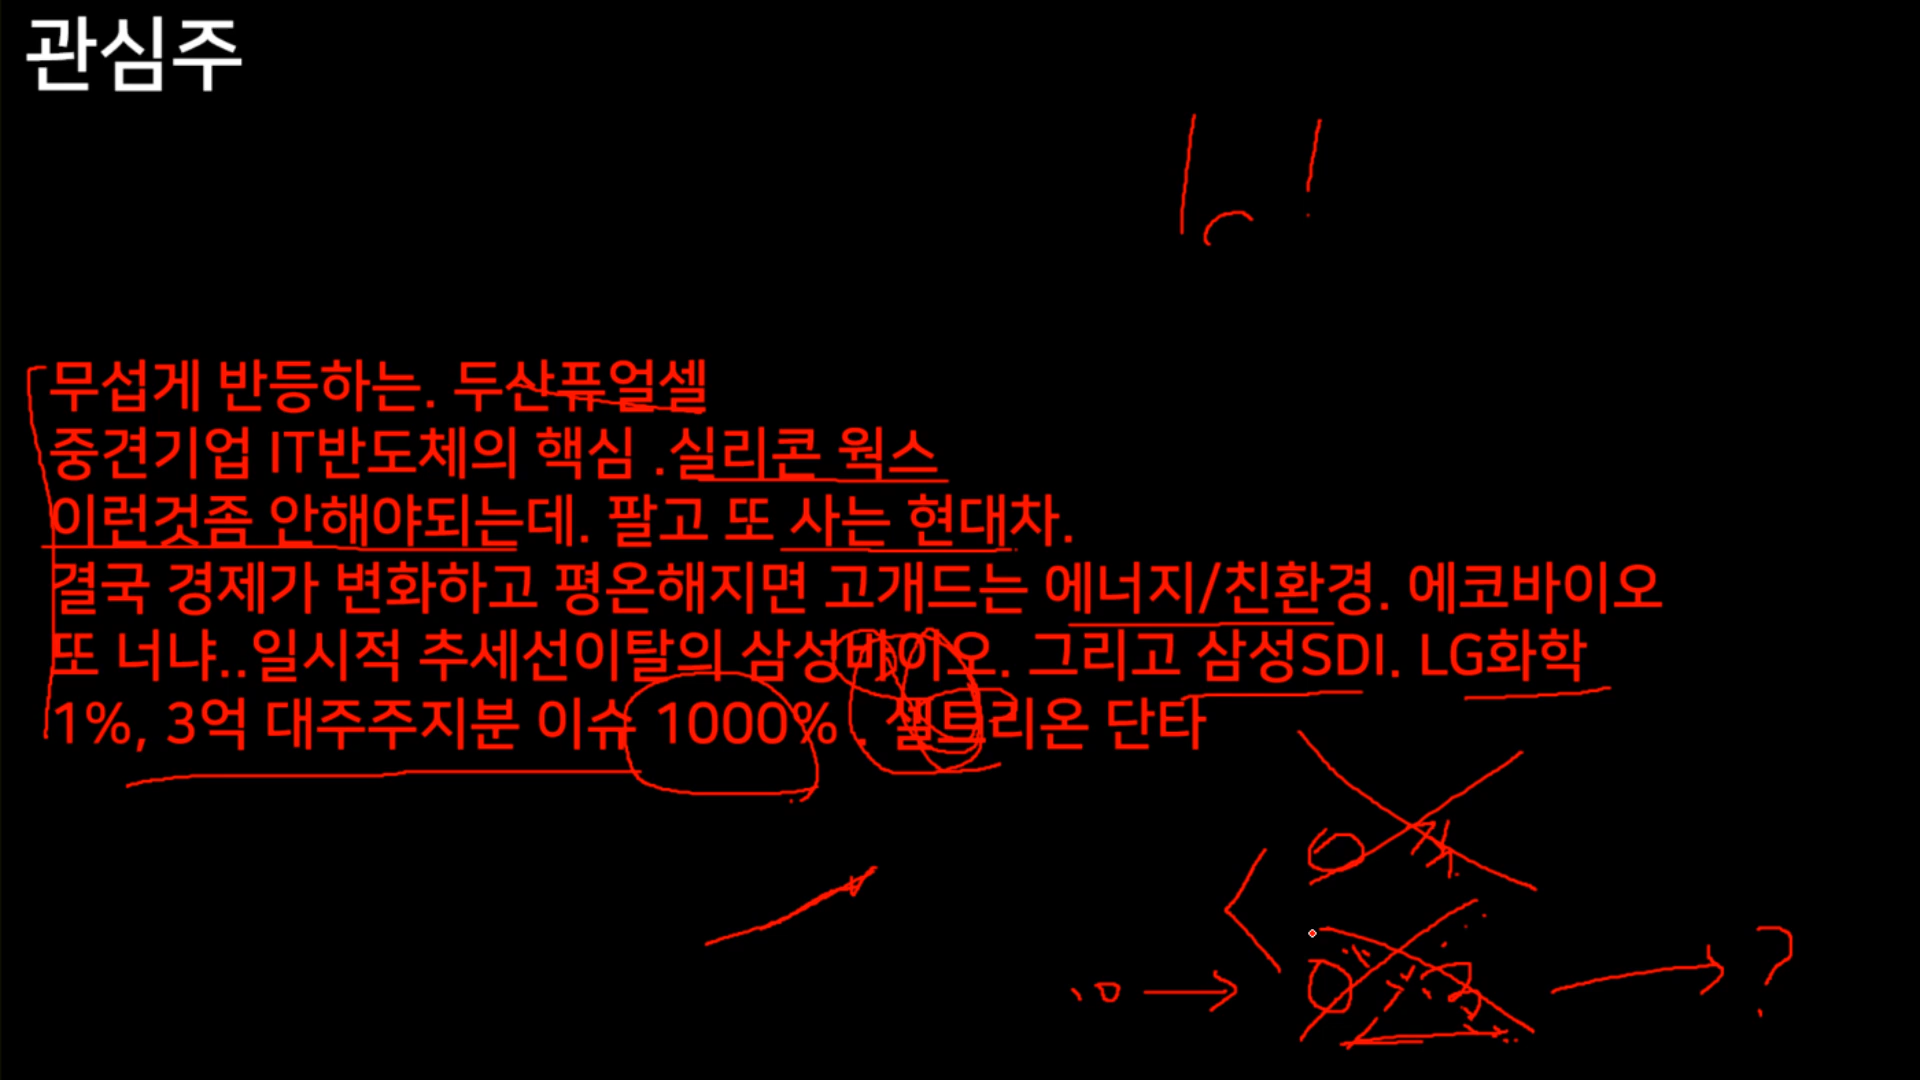 관심주
무섭게 반등하는. 두산퓨얼셀
중견기업 IT반도체의 핵심 .실리콘 웍스
이런것좀 안해야되는데. 팔고 또 사는 현대차.
결국 경제가 변화하고 평온해지면 고개드는 에너지/친환경. 에코바이오
또 너냐..일시적 추세선이탈의 삼성바이오. 그리고 삼성SDI. LG화학
1%, 3억 대주주지분 이슈 1000% . 셀트리온 단타
?